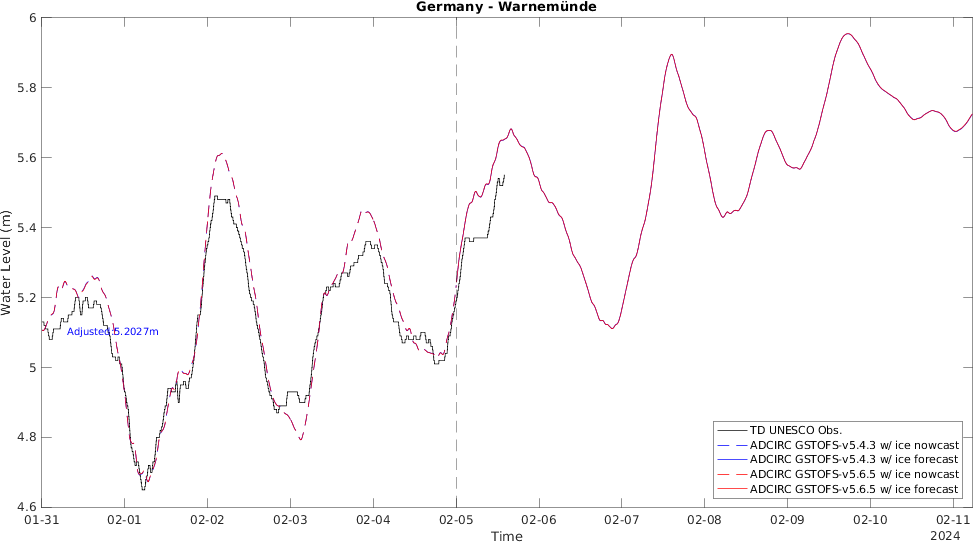 Germany - Warnemünde
Water Level (m)
6
5.8
5.6
5.4
5.2
5
4.8
4.6
Adjusted 5.2027m
TD UNESCO Obs.
ADCIRC GSTOFS-v5.4.3 w/ ice nowcast
ADCIRC GSTOFS-v5.4.3 w/ ice forecast
ADCIRC GSTOFS-v5.6.5 w/ ice nowcast
ADCIRC GSTOFS-v5.6.5 w/ ice forecast
01-31 02-01 02-02 02-03 02-04 02-05 02-06 02-07 02-08 02-09 02-10 02-11
Time
2024